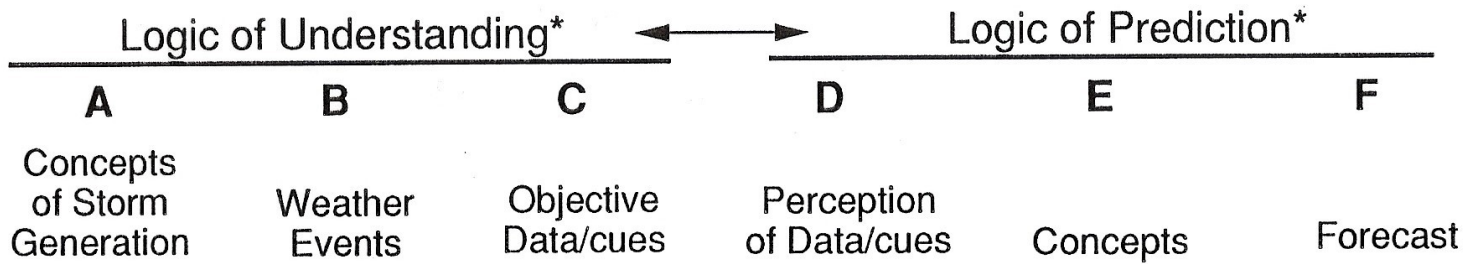 Logic of Understanding*
Logic of Prediction*
A
B
C
D
E
F
Concepts
of Storm
Generation
Weather
Events
Objective
Data/cues
Perception
of Data/cues
Concepts
Forecast